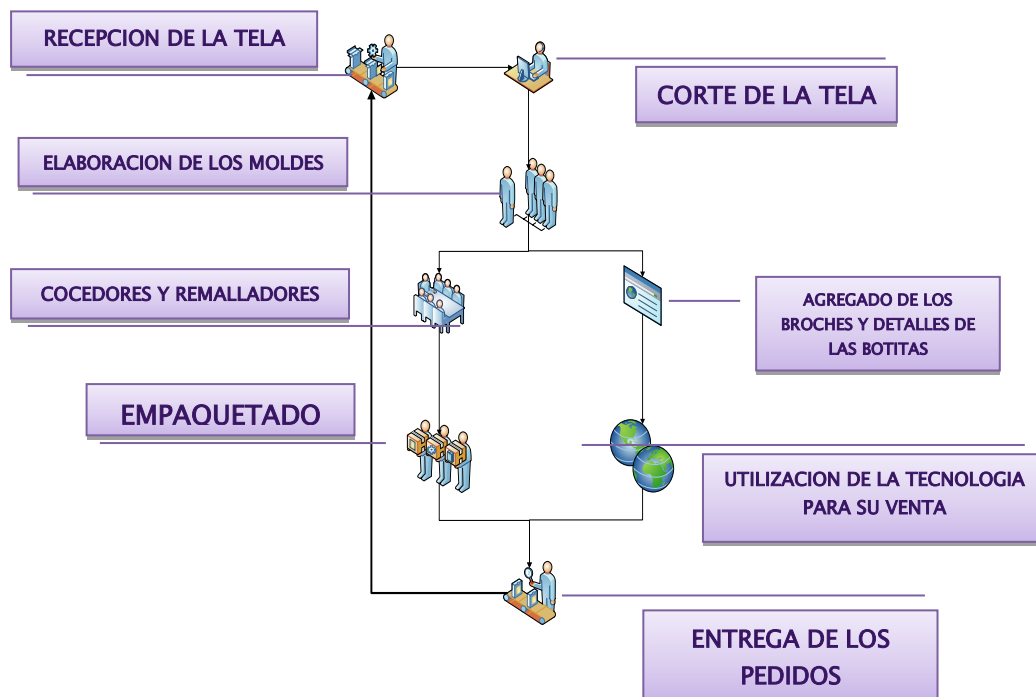 RECEPCION DE LA TELA
CORTE DE LA TELA
ELABORACION DE LOS MOLDES
COCEDORES Y REMALLADORES
AGREGADO DE LOS
BROCHES Y DETALLES DE
LAS BOTITAS
EMPAQUETADO
UTILIZACION DE LA TECNOLOGIA
PARA SU VENTA
ENTREGA DE LOS
PEDIDOS